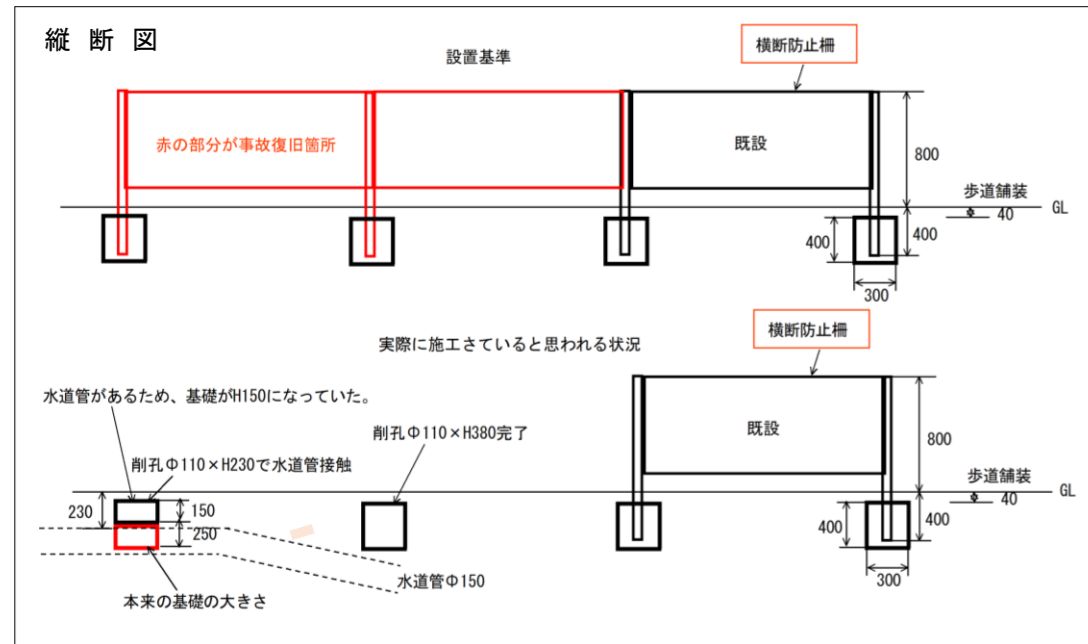 縦 断 図
設置基準
横断防止柵
赤の部分が事故復旧箇所
既設
800
歩道舗装
GL
40
400
400
300
実際に施工さていると思われる状況
横断防止柵
水道管があるため、基礎がH150になっていた。
削孔Φ110×H380完了
既設
800
削孔Φ110×H230で水道管接触
歩道舗装
GL
40
230
150
400
400
250
300
水道管Φ150
本来の基礎の大きさ